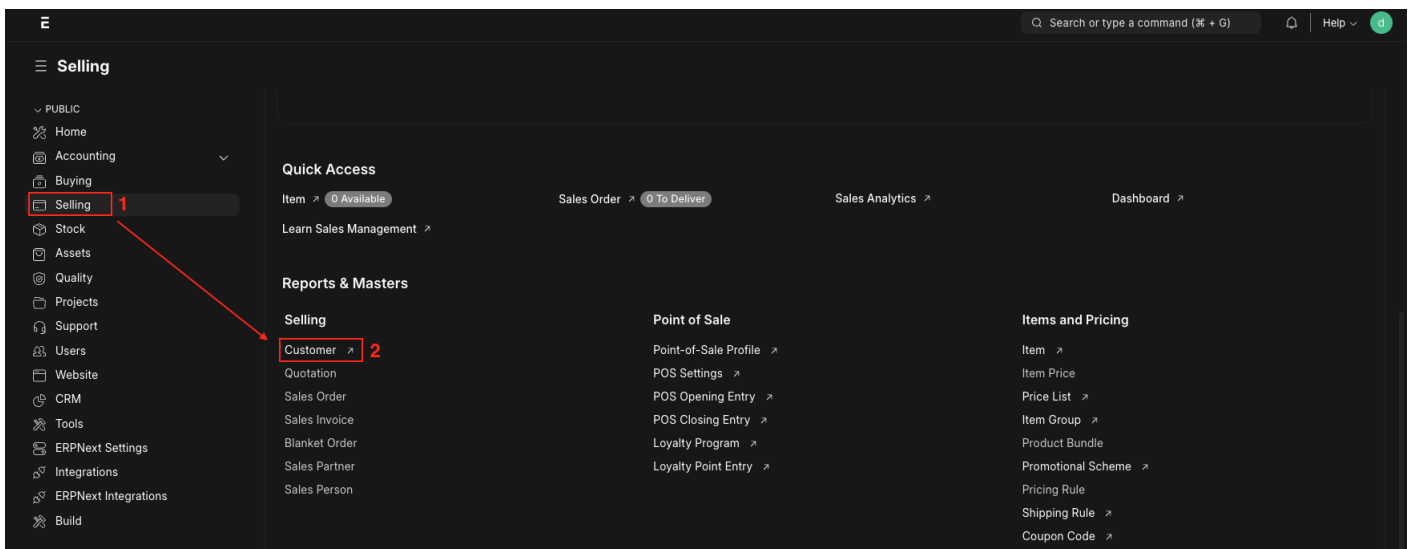 E
Search or type a command (⌘ + G)
Help
d
Selling
PUBLIC
Home
Accounting
Buying
Selling 1
Stock
Assets
Quality
Projects
Support
Users
Website
CRM
Tools
ERPNext Settings
Integrations
ERPNext Integrations
Build
Quick Access
Item ↗ 0 Available
Sales Order ↗ 0 To Deliver
Sales Analytics ↗
Dashboard ↗
Learn Sales Management ↗
Reports & Masters
Selling
Customer ↗ 2
Quotation
Sales Order
Sales Invoice
Blanket Order
Sales Partner
Sales Person
Point of Sale
Point-of-Sale Profile ↗
POS Settings ↗
POS Opening Entry ↗
POS Closing Entry ↗
Loyalty Program ↗
Loyalty Point Entry ↗
Items and Pricing
Item ↗
Item Price
Price List ↗
Item Group ↗
Product Bundle
Promotional Scheme ↗
Pricing Rule
Shipping Rule ↗
Coupon Code ↗